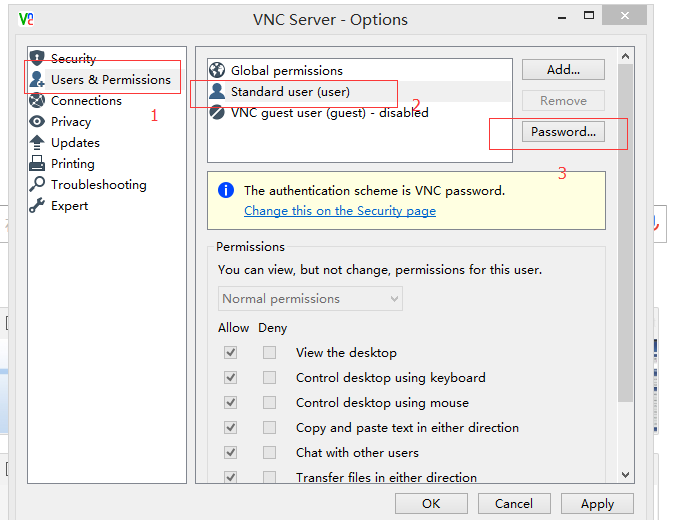 VNC Server - Options
Security
Users & Permissions
Connections
Privacy
Updates
Printing
Troubleshooting
Expert
1
Global permissions
Standard user (user)
VNC guest user (guest) - disabled
2
Add...
Remove
Password...
3
The authentication scheme is VNC password.
Change this on the Security page
Permissions
You can view, but not change, permissions for this user.
Normal permissions
Allow Deny
View the desktop
Control desktop using keyboard
Control desktop using mouse
Copy and paste text in either direction
Chat with other users
Transfer files in either direction
OK Cancel Apply